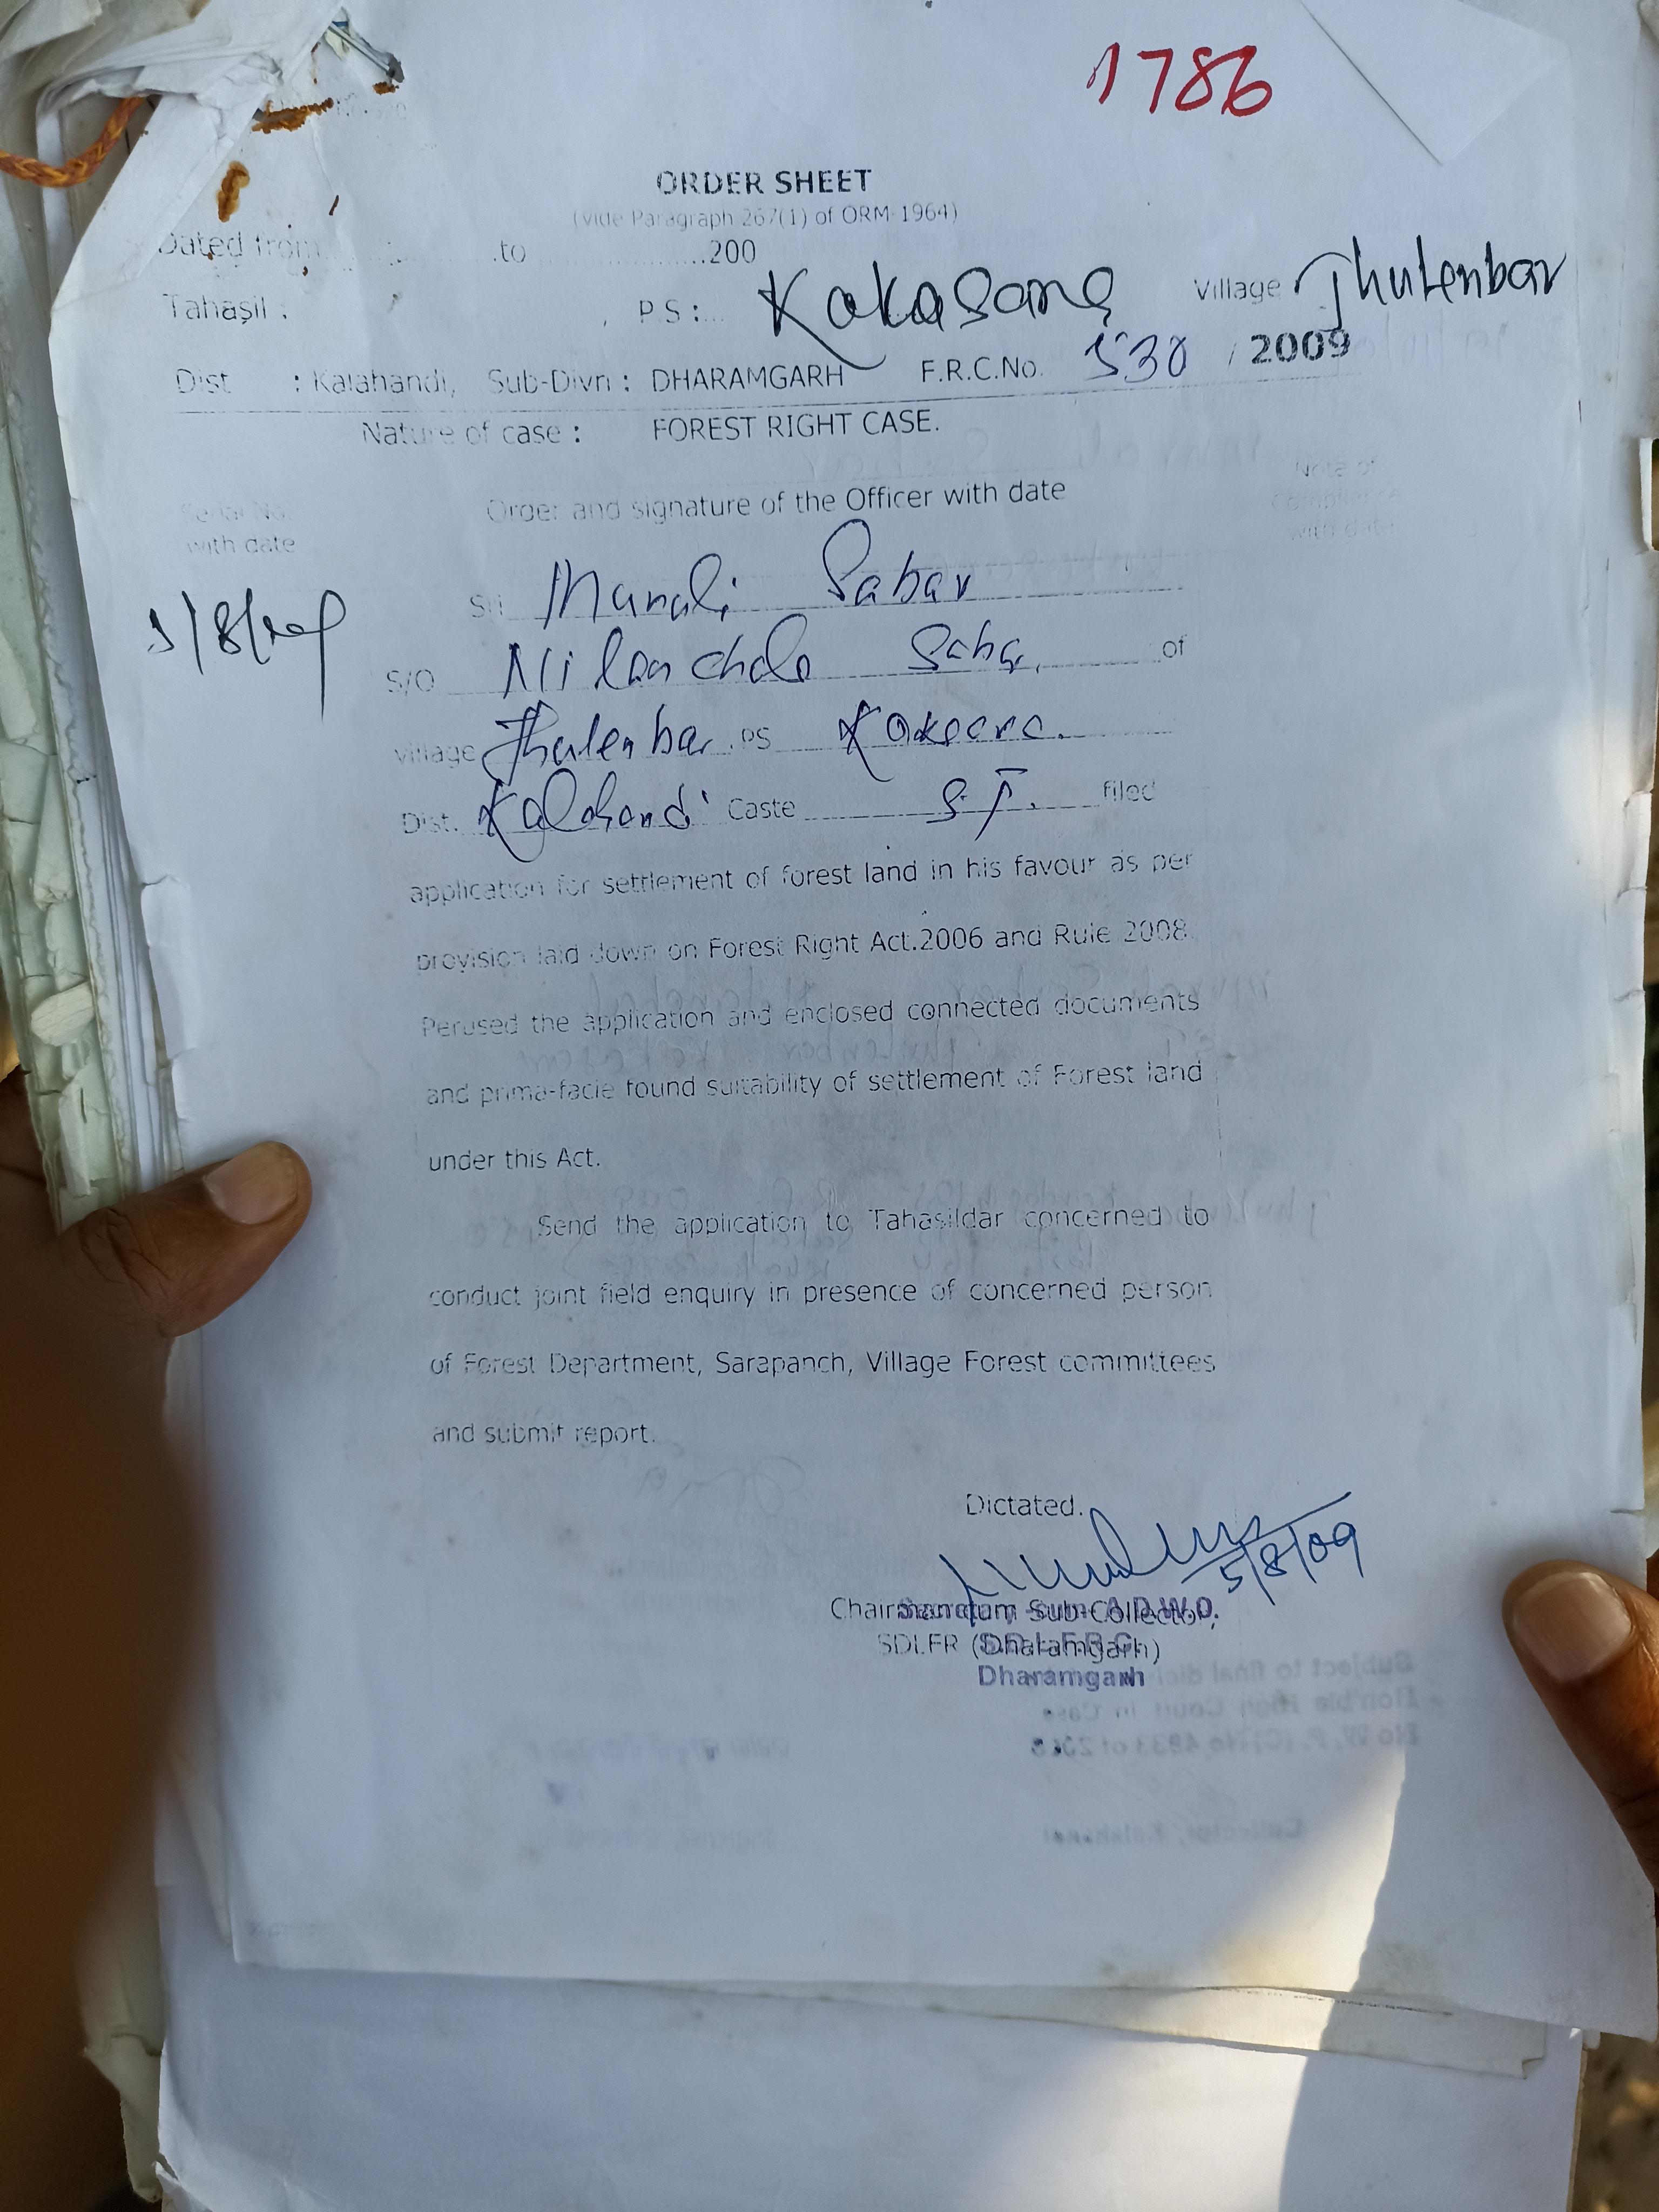 1786
ORDER SHEET
(Vide Paragraph 267(1) of ORM-1964)
Dated from ............ .to .....................200
Tahasil : , P S :... Kokasara Village Jhulenbar
Dist : Kalahandi, Sub-Divn : DHARAMGARH F.R.C.No. 530 / 2009
Nature of case : FOREST RIGHT CASE.
Serial No. with date
Order and signature of the Officer with date
Note of Compliance with date
5/8/09
Sri Murali Sabar
S/O Nilanchala Sabar of
village Jhulenbar PS Kokasara
Dist. Kalahandi Caste S.T. filed
application for settlement of forest land in his favour as per
provision laid down on Forest Right Act.2006 and Rule 2008.
Perused the application and enclosed connected documents
and prima-facie found suitability of settlement of Forest land
under this Act.
Send the application to Tahasildar concerned to
conduct joint field enquiry in presence of concerned person
of Forest Department, Sarapanch, Village Forest committees
and submit report.
Dictated.
5/8/09
Chairman Sub-Collector,
SDLFR (Dharamgarh)
Dharamgarh